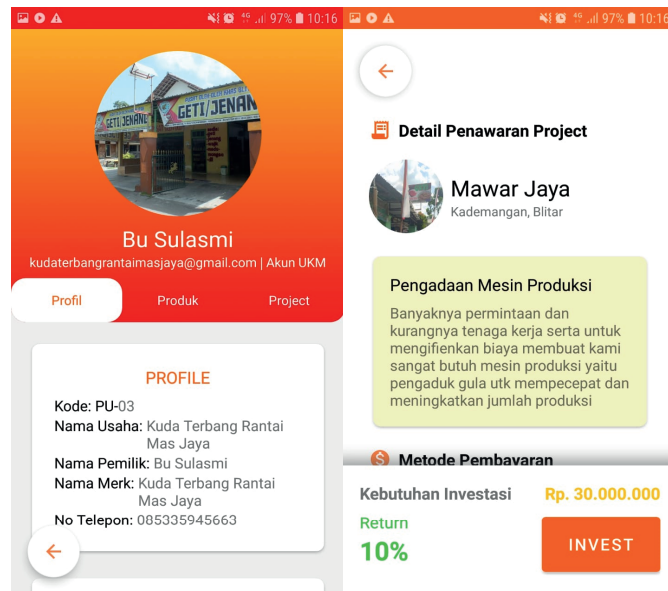 4G 97% 10:16
GETI/JENANG
GETI/JENAN
Bu Sulasmi
kudaterbangrantaimasjaya@gmail.com | Akun UKM
Profil Produk Project
PROFILE
Kode: PU-03
Nama Usaha: Kuda Terbang Rantai
Mas Jaya
Nama Pemilik: Bu Sulasmi
Nama Merk: Kuda Terbang Rantai
Mas Jaya
No Telepon: 085335945663
4G 97% 10:16
Detail Penawaran Project
Mawar Jaya
Kademangan, Blitar
Pengadaan Mesin Produksi
Banyaknya permintaan dan
kurangnya tenaga kerja serta untuk
mengifienkan biaya membuat kami
sangat butuh mesin produksi yaitu
pengaduk gula utk mempecepat dan
meningkatkan jumlah produksi
Metode Pembayaran
Kebutuhan Investasi Rp. 30.000.000
Return
10%
INVEST